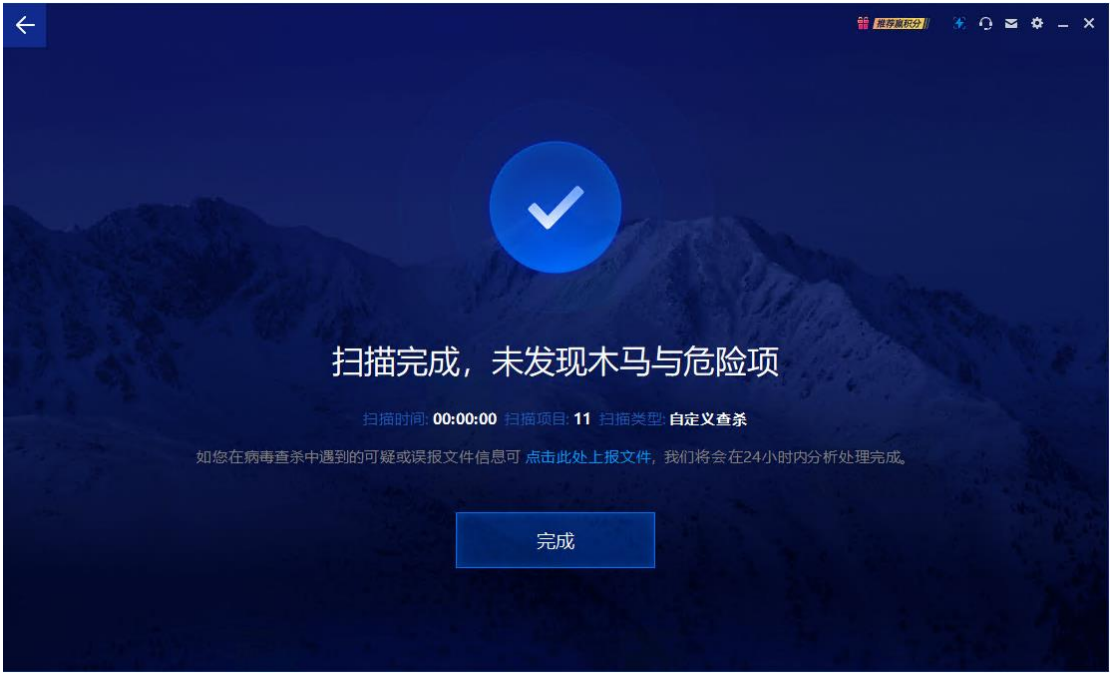 推荐赢积分
扫描完成，未发现木马与危险项
扫描时间: 00:00:00 扫描项目: 11 扫描类型: 自定义查杀
如您在病毒查杀中遇到的可疑或误报文件信息可 点击此处上报文件，我们将会在24小时内分析处理完成。
完成